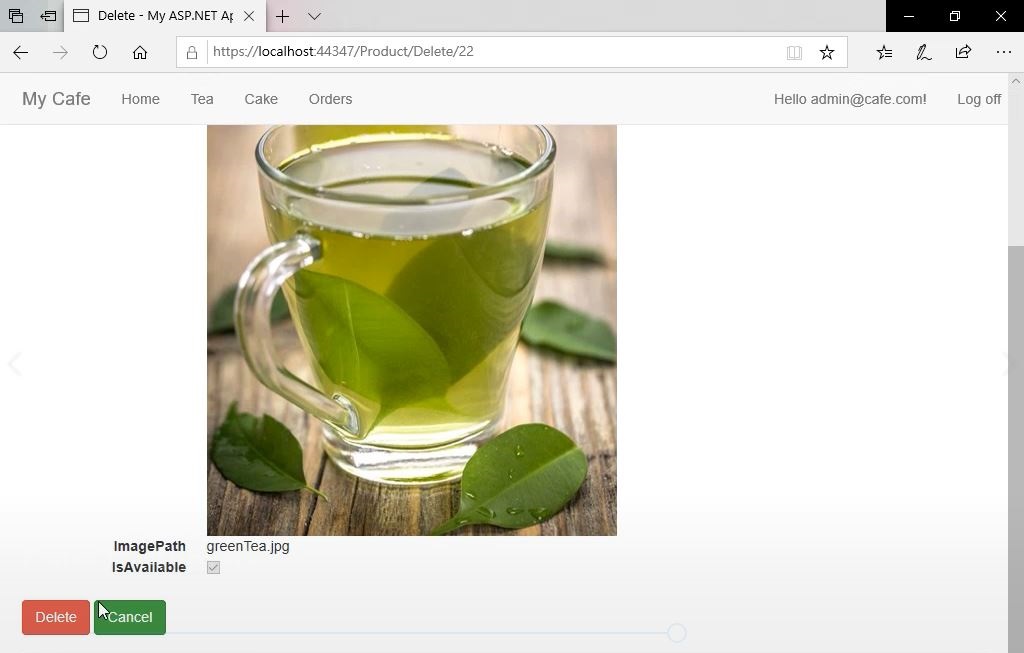 Delete - My ASP.NET Ap
https://localhost:44347/Product/Delete/22
My Cafe Home Tea Cake Orders Hello admin@cafe.com! Log off
ImagePath greenTea.jpg
IsAvailable
Delete Cancel